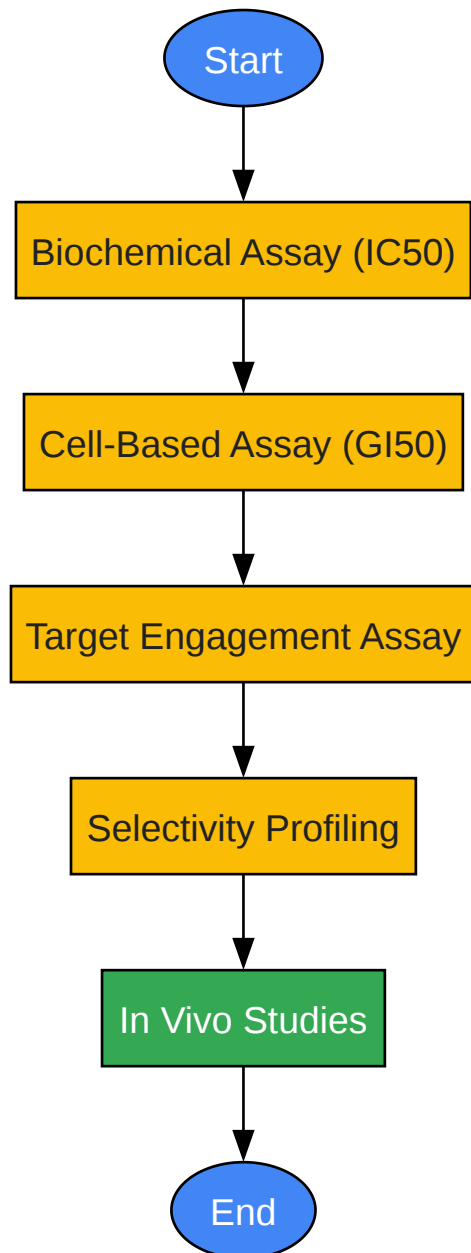 Start
Biochemical Assay (IC50)
Cell-Based Assay (GI50)
Target Engagement Assay
Selectivity Profiling
In Vivo Studies
End